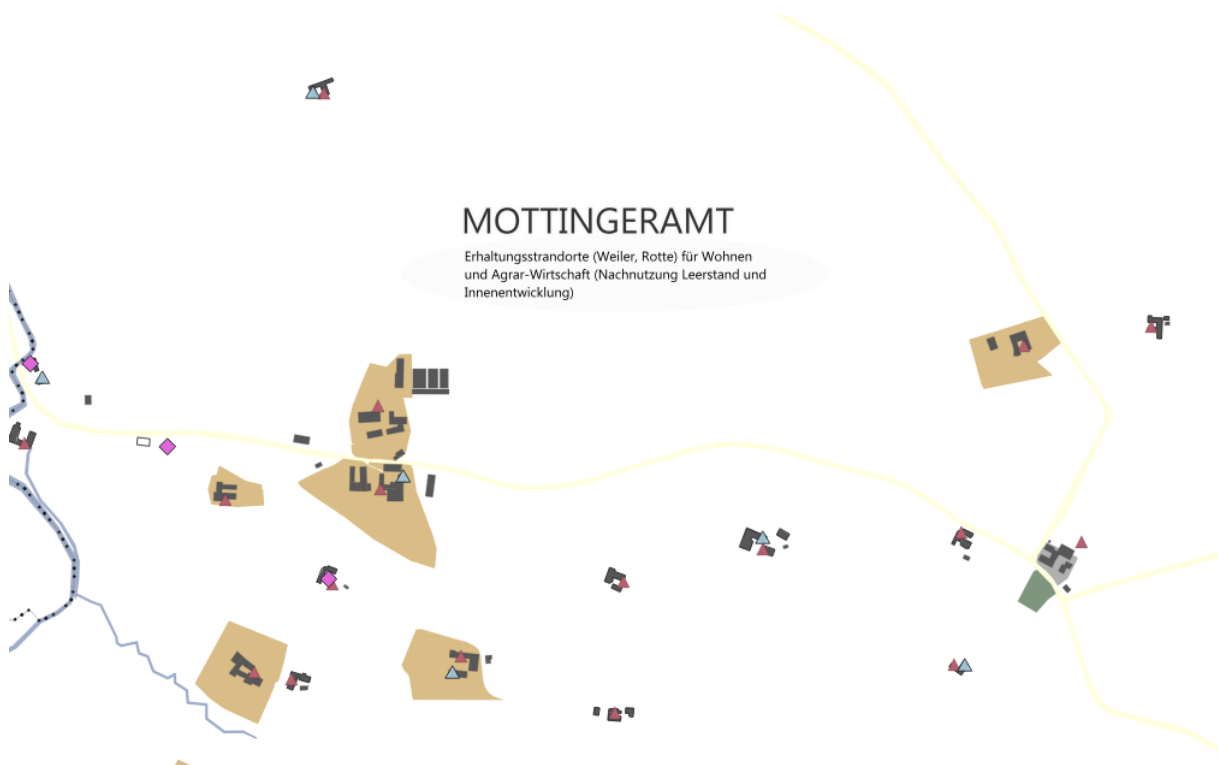 MOTTINGERAMT
Erhaltungsstrandorte (Weiler, Rotte) für Wohnen
und Agrar-Wirtschaft (Nachnutzung Leerstand und
Innenentwicklung)